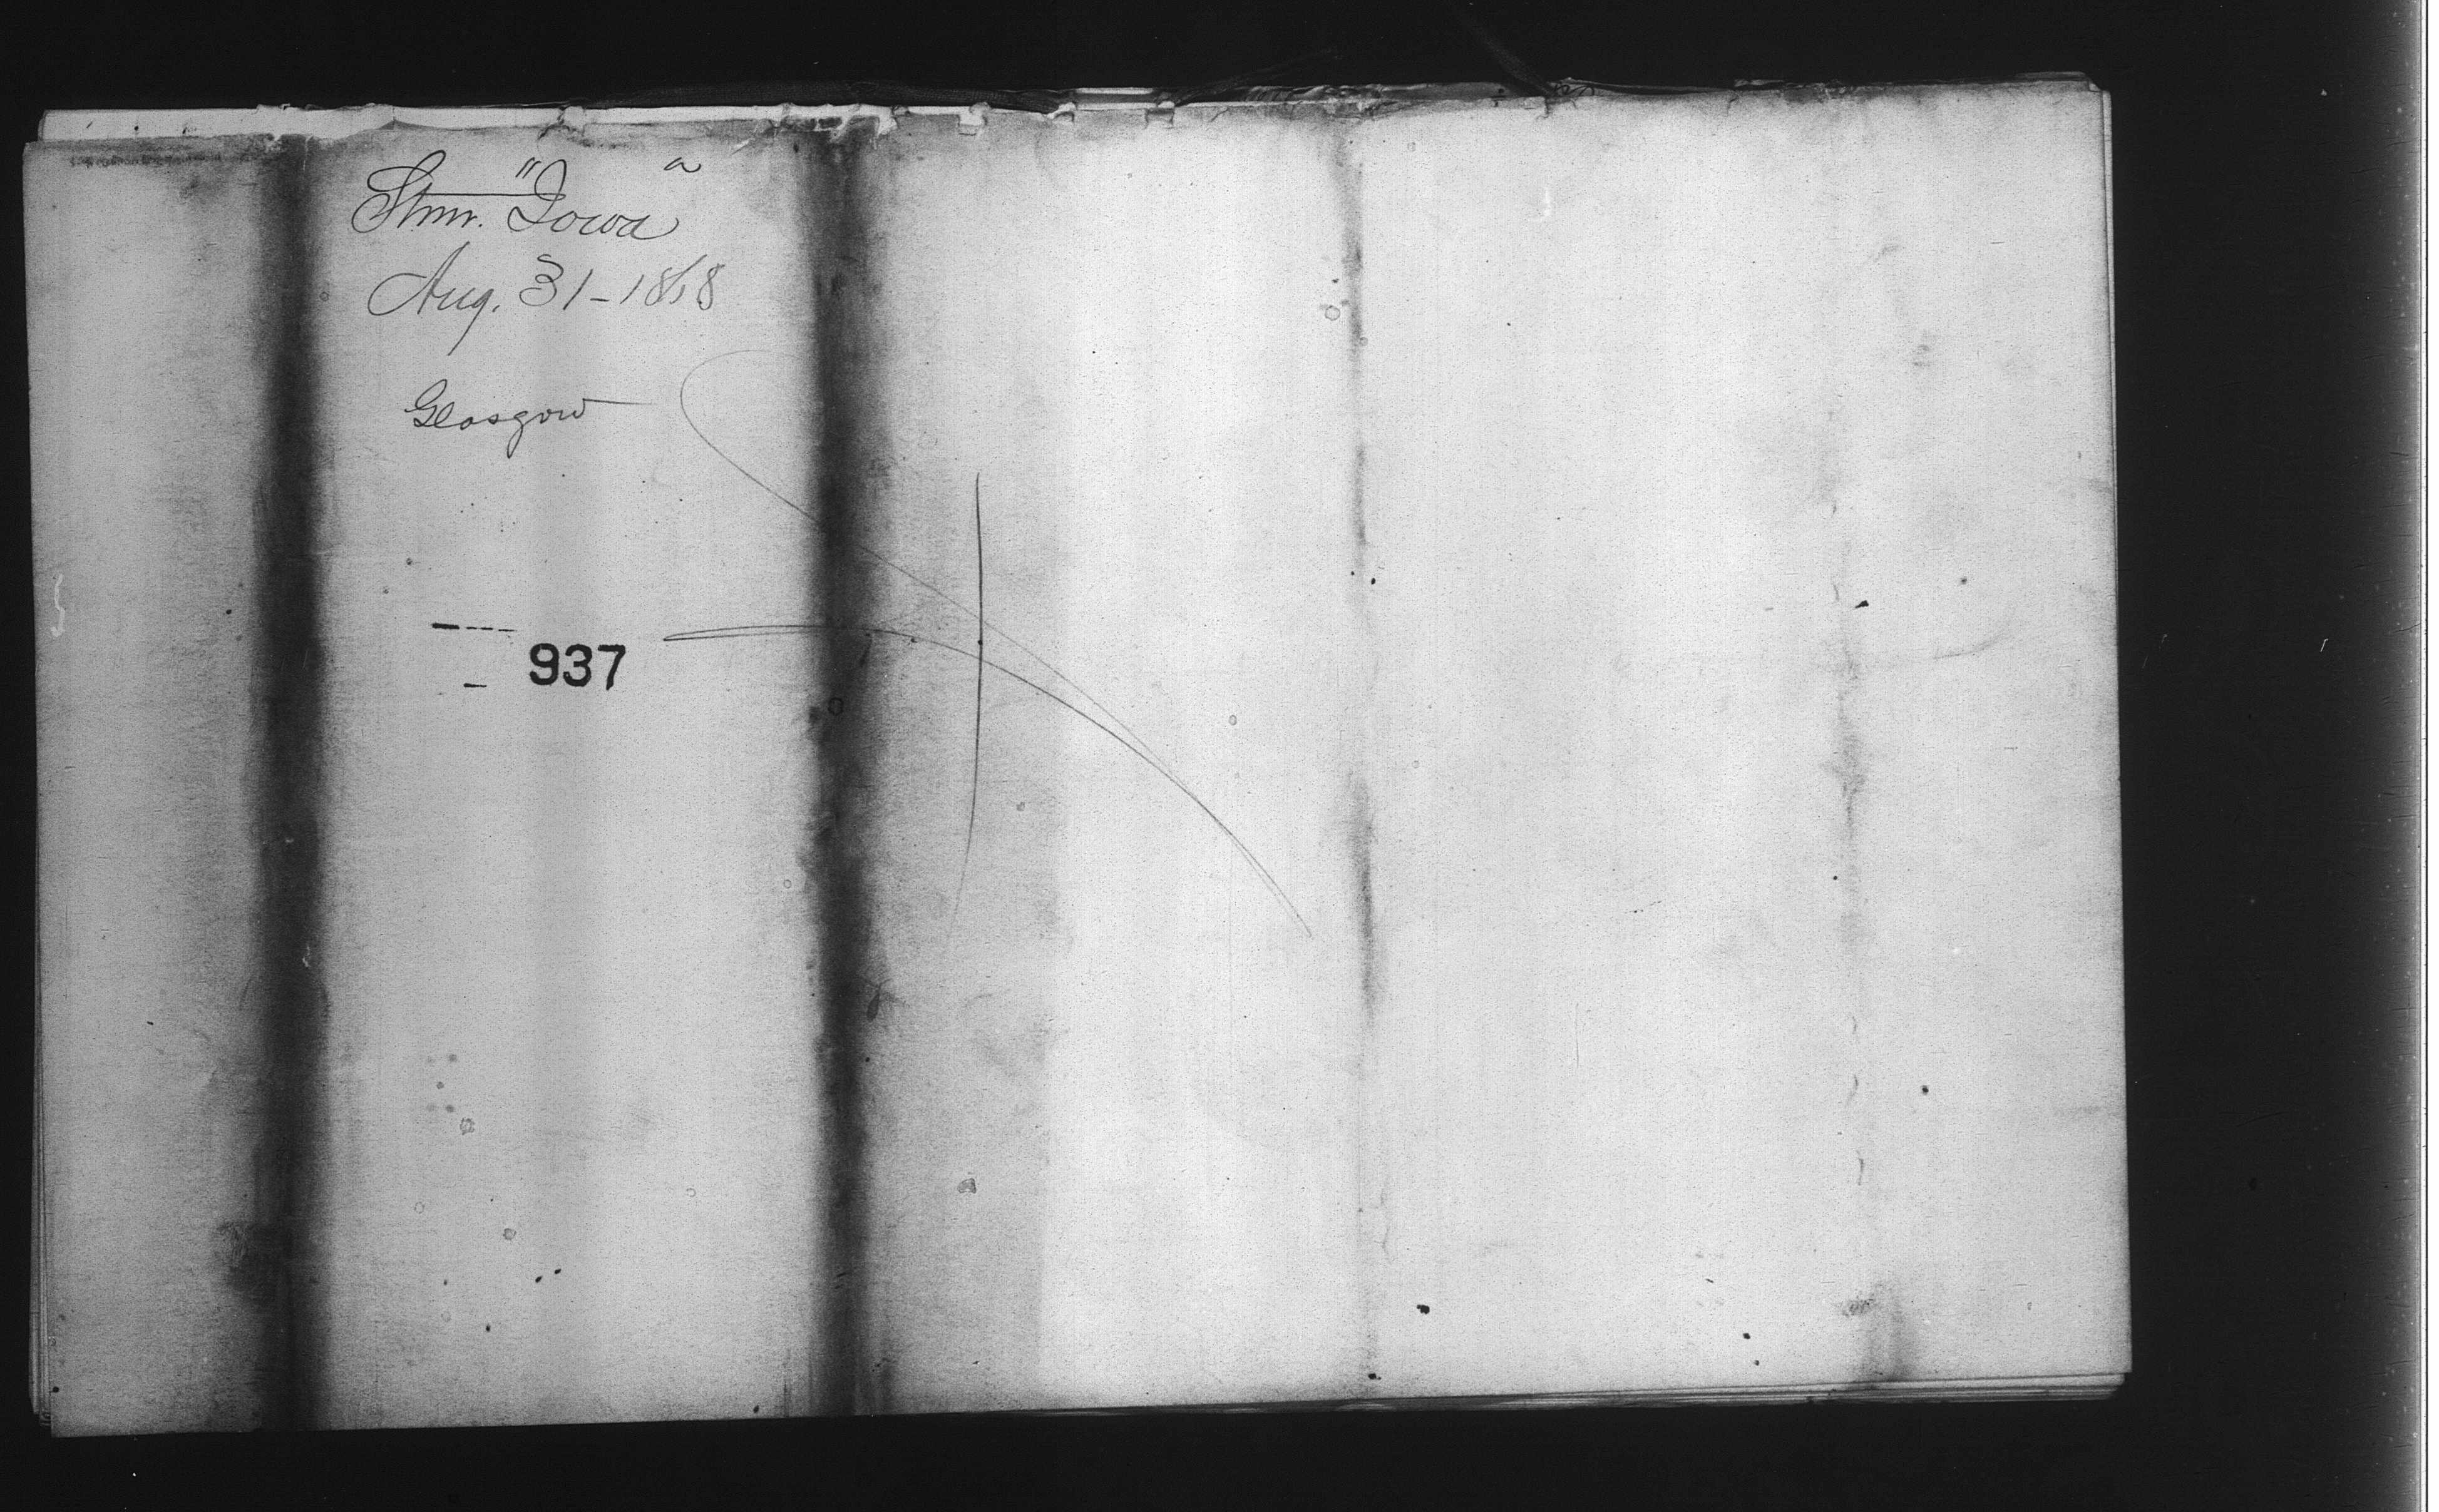 Stmr. "Iowa"
Aug. 31-1868
Glasgow
937